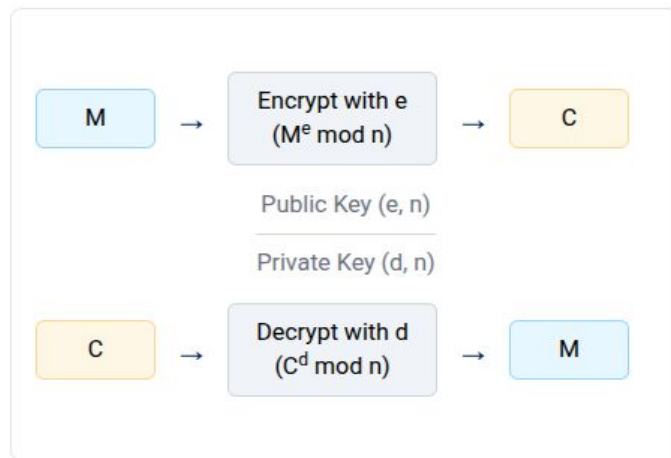 M → Encrypt with e → C
(Mᵉ mod n)
Public Key (e, n)
Private Key (d, n)
C → Decrypt with d → M
(Cᵈ mod n)